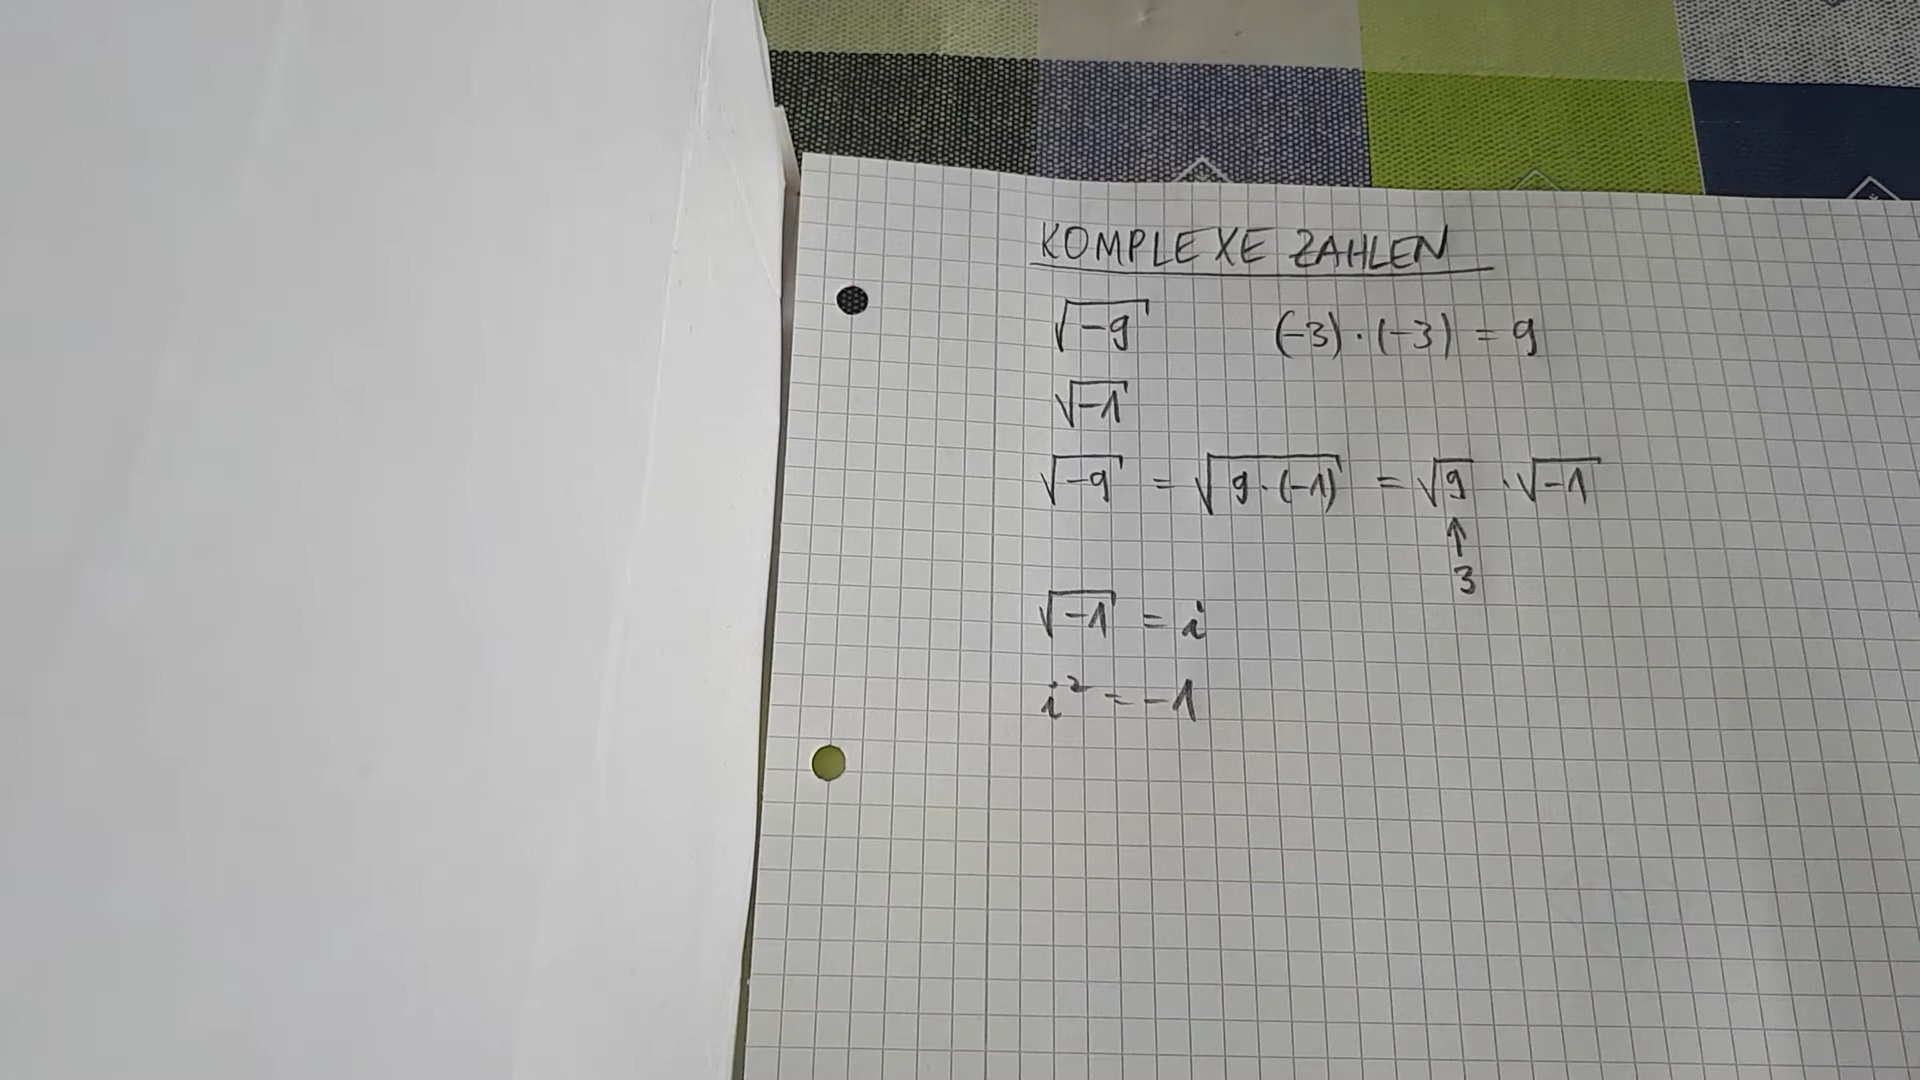 KOMPLEXE ZAHLEN
√-9 (-3)·(-3) = 9
√-1
√-9 = √9·(-1) = √9 · √-1
↑
3
√-1 = i
i² = -1